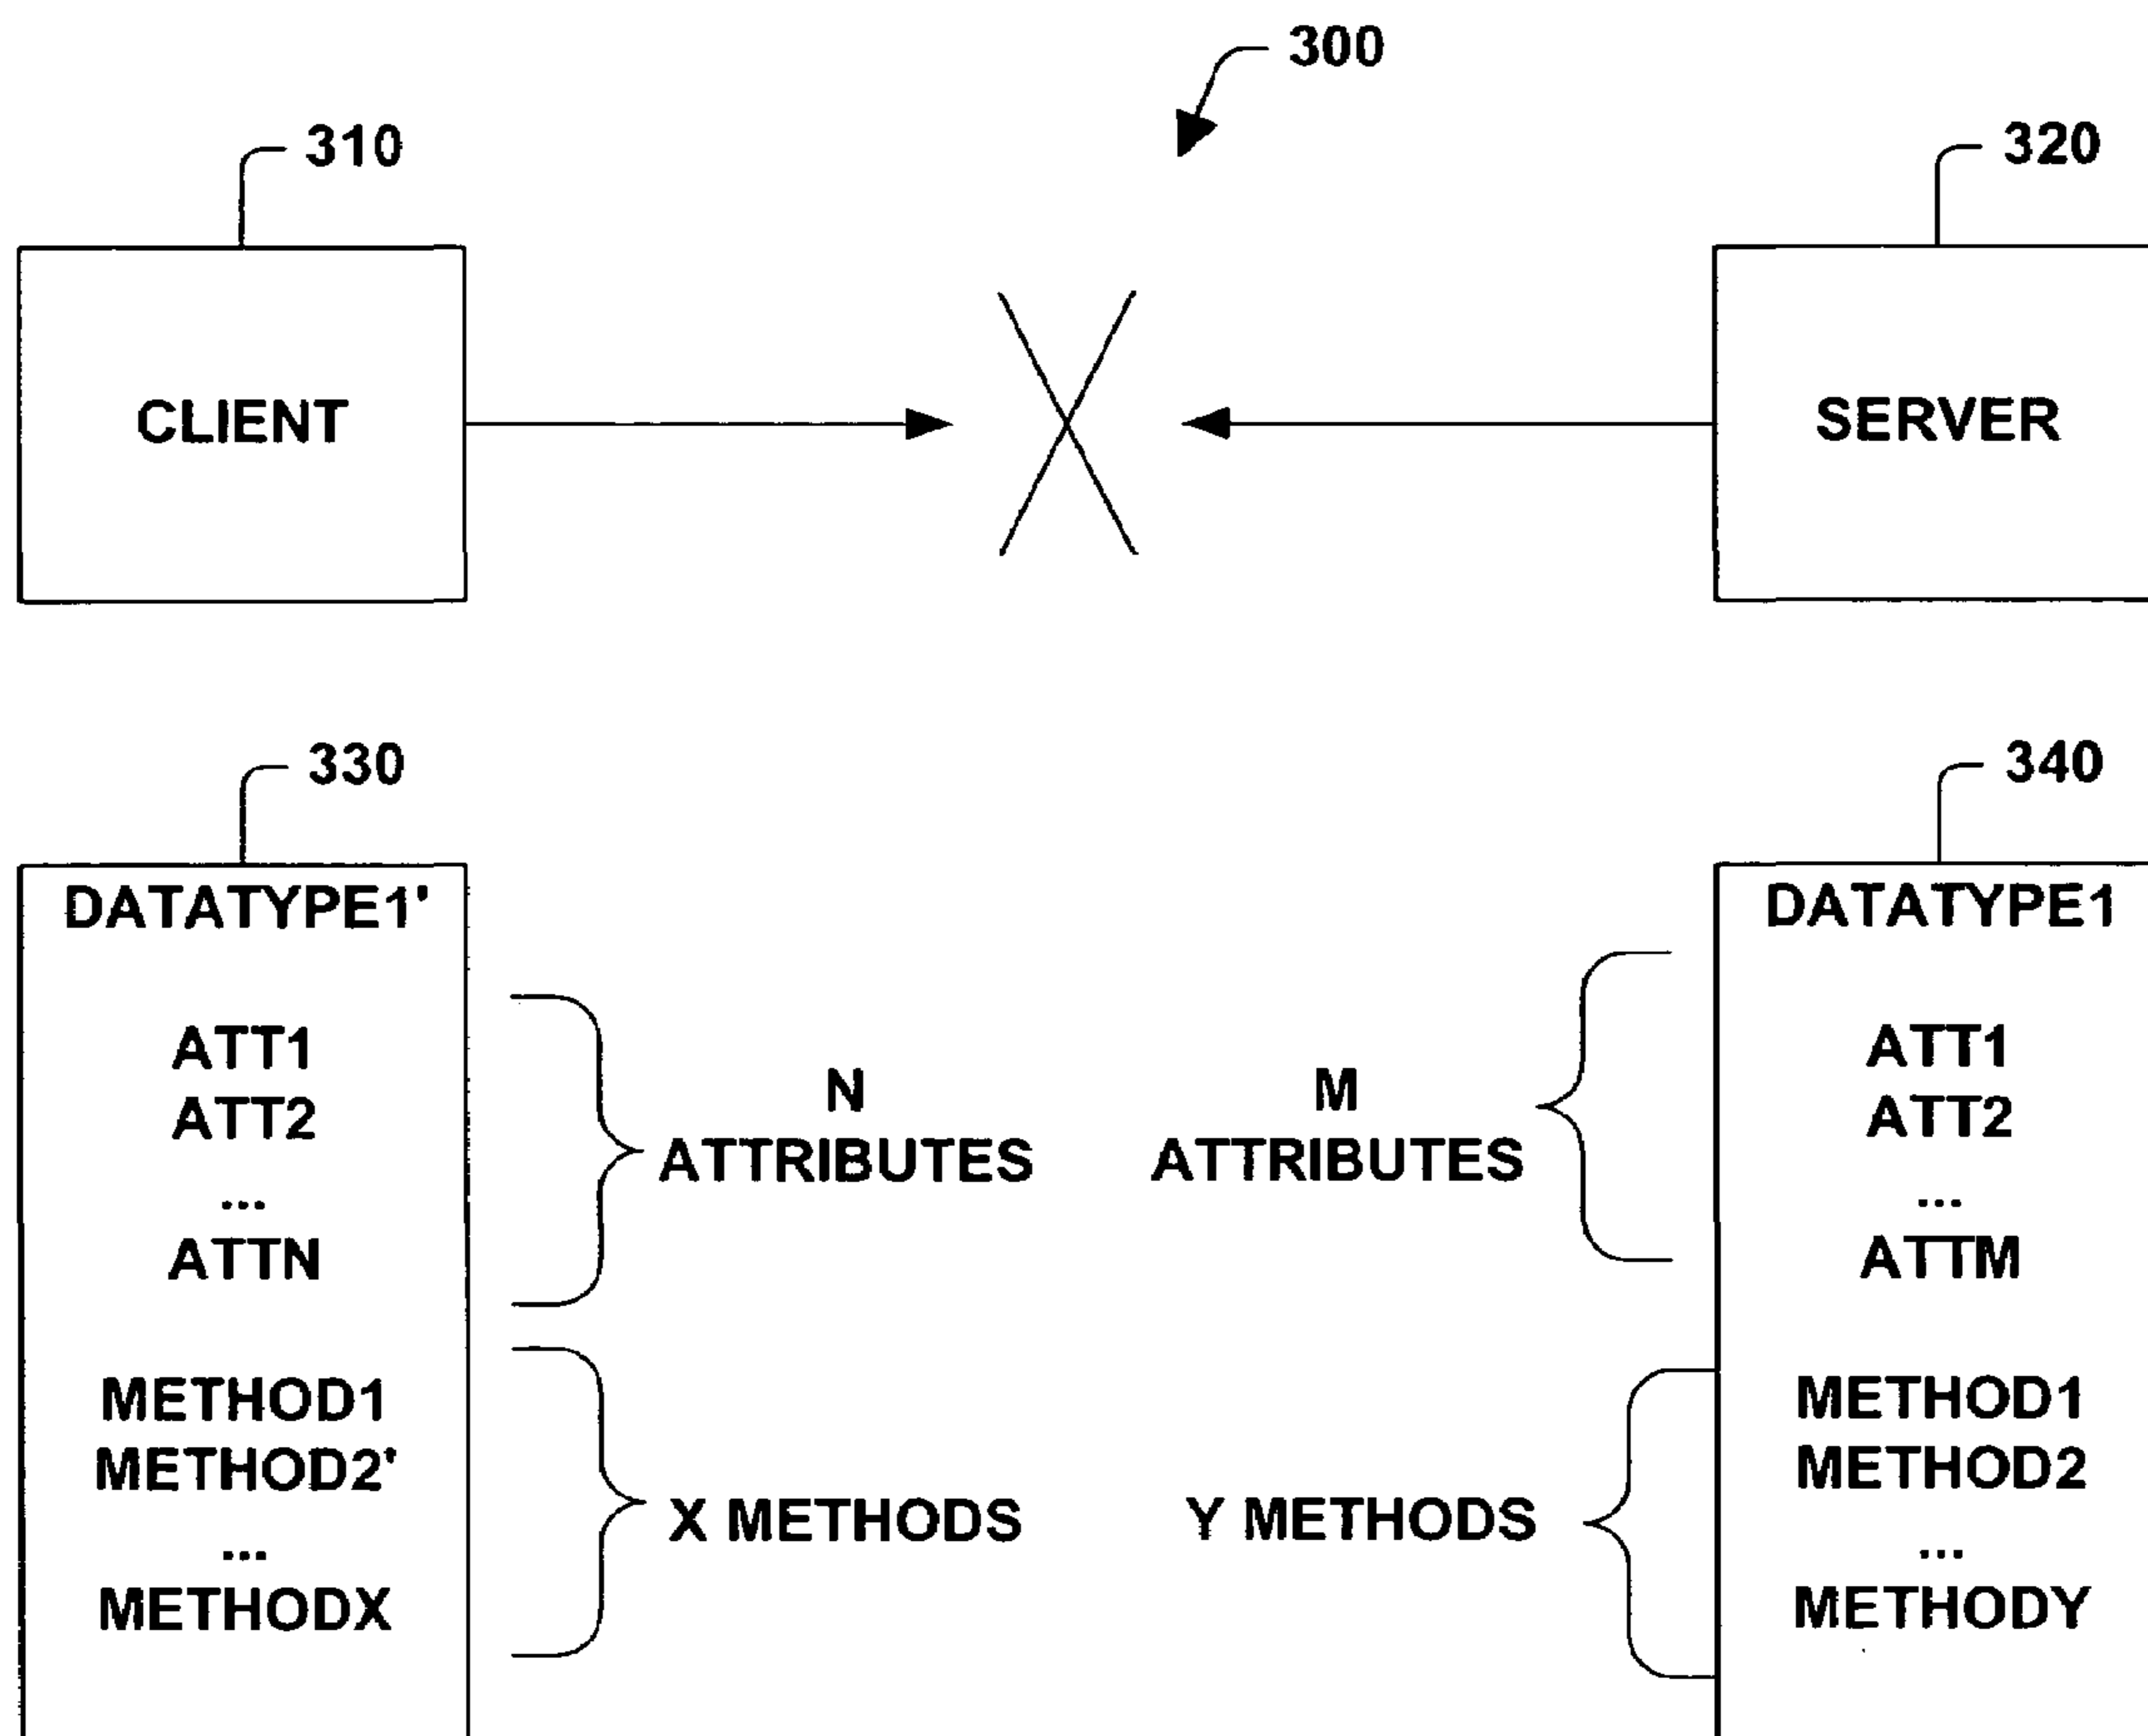 300
310
320
CLIENT
SERVER
330
340
DATATYPE1'
ATT1
ATT2
...
ATTN
METHOD1
METHOD2'
...
METHODX
N
ATTRIBUTES
X METHODS
M
ATTRIBUTES
Y METHODS
DATATYPE1
ATT1
ATT2
...
ATTM
METHOD1
METHOD2
...
METHODY